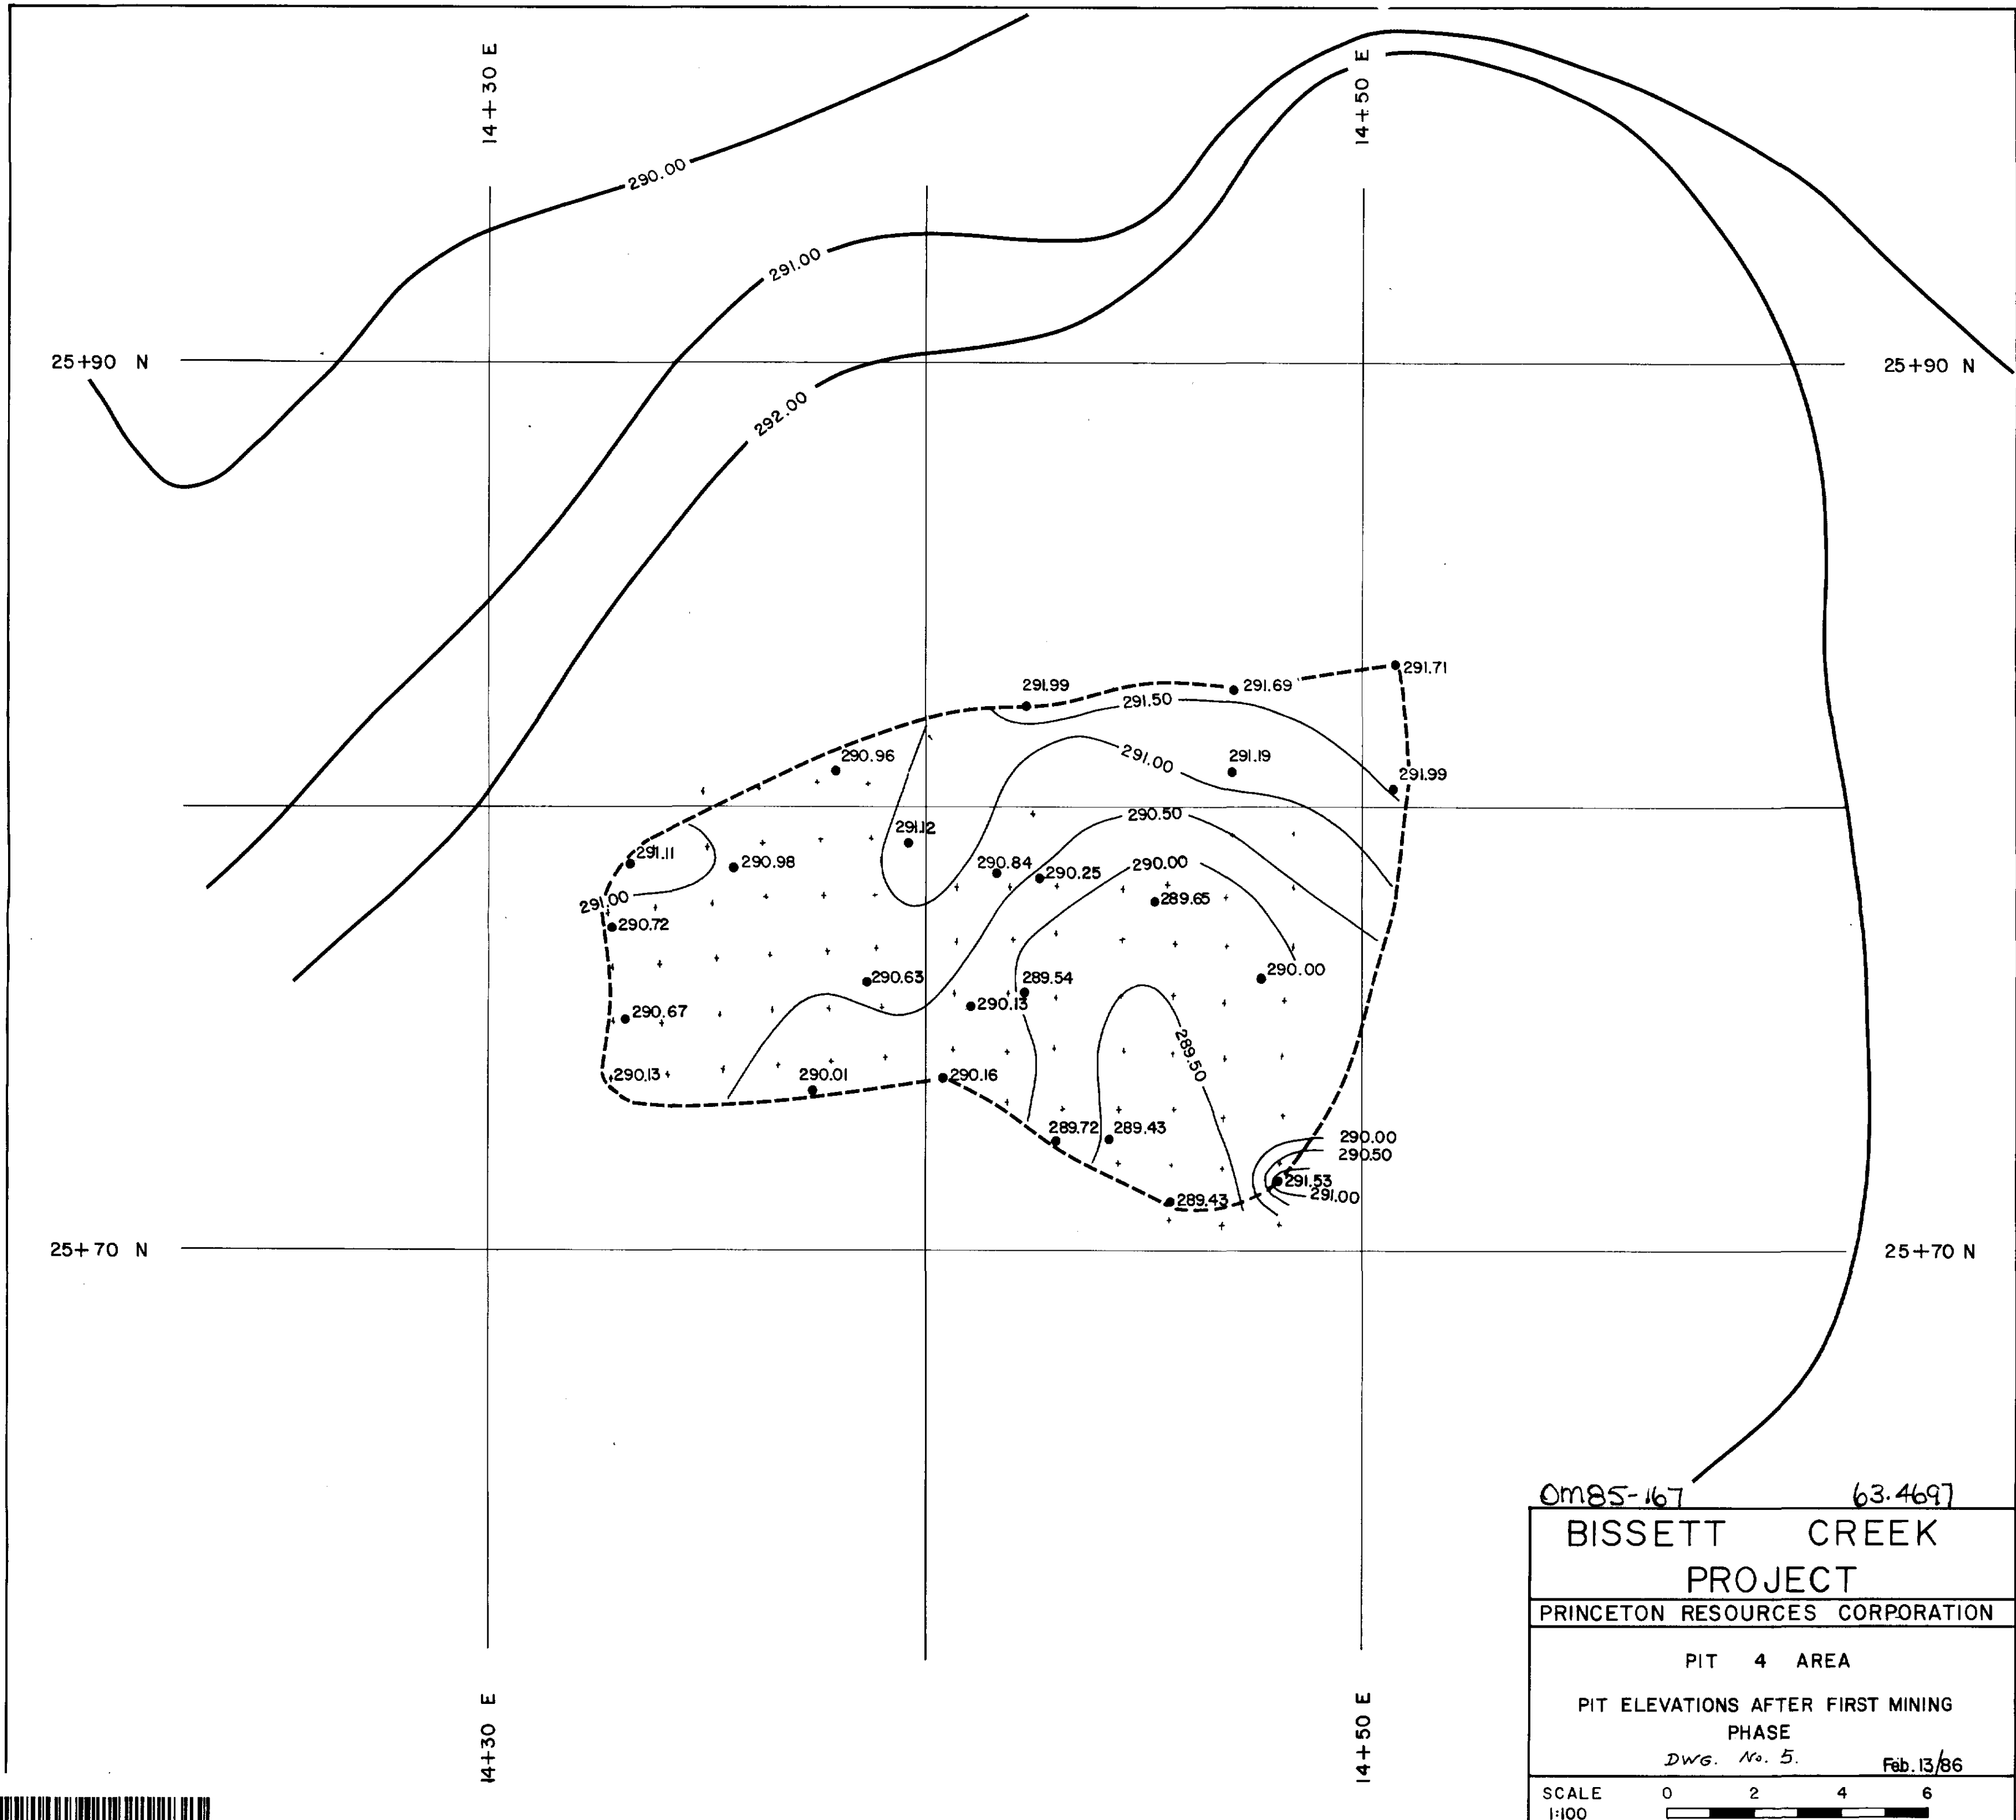 14+30 E
14+50 E
290.00
291.00
25+90 N
25+90 N
292.00
291.71
291.99
291.69
291.50
290.96
291.00
291.19
291.99
291.12
290.50
291.11
290.98
290.84
290.25
290.00
289.65
291.00
290.72
290.63
289.54
290.00
290.67
290.13
289.50
290.13
290.01
290.16
289.72
289.43
290.00
290.50
291.53
291.00
289.43
25+70 N
25+70 N
OM85-167 63.4697
BISSETT CREEK
PROJECT
PRINCETON RESOURCES CORPORATION
PIT 4 AREA
PIT ELEVATIONS AFTER FIRST MINING
PHASE
DWG. No. 5. Feb. 13/86
14+30 E
14+50 E
SCALE 0 2 4 6
1:100